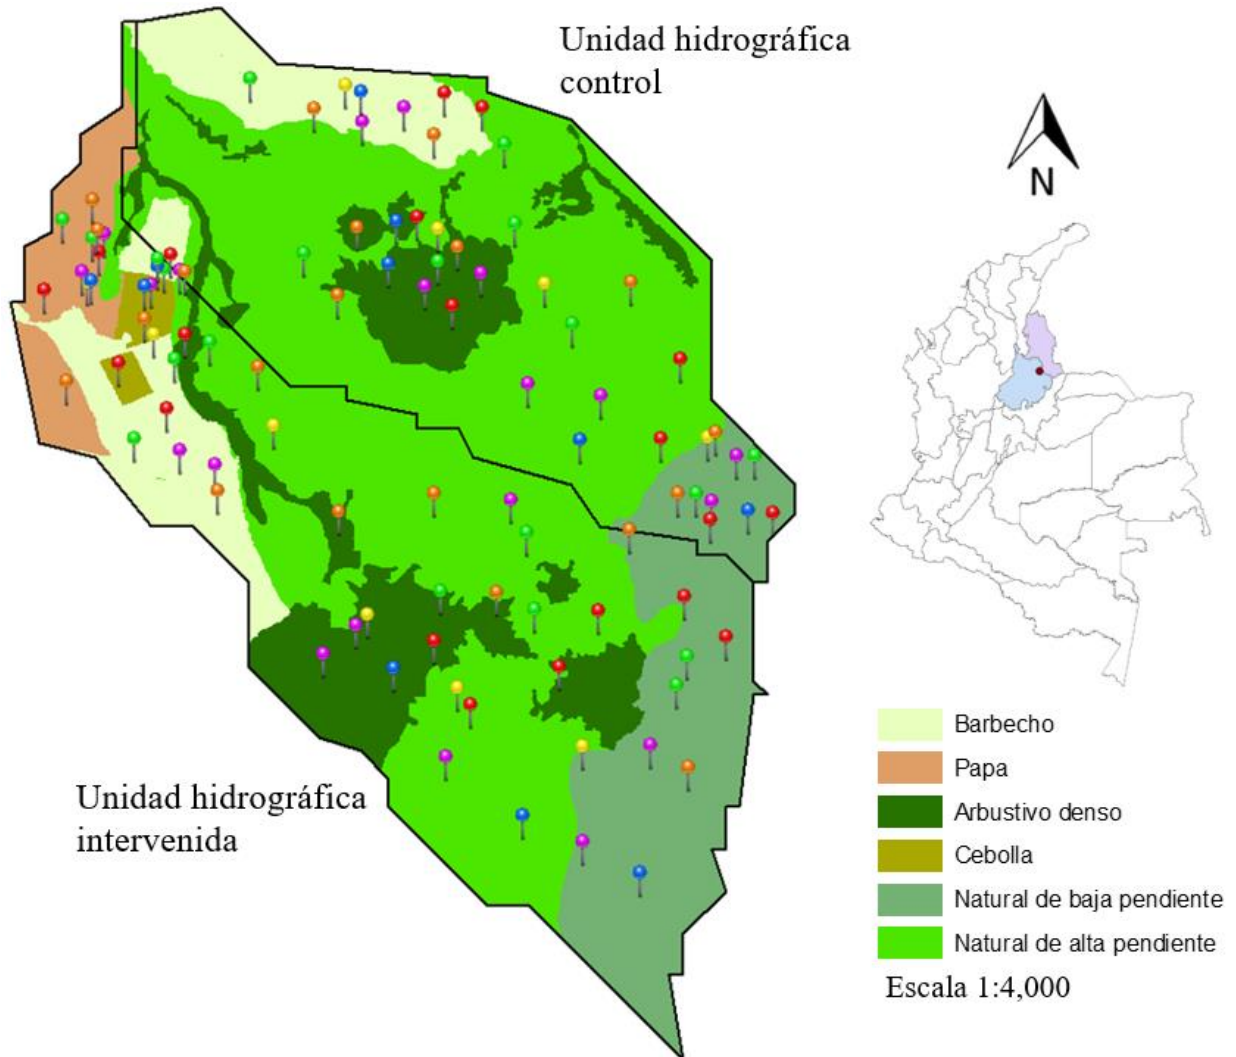 Unidad hidrográfica
control
N
Unidad hidrográfica
intervenida
Barbecho
Papa
Arbustivo denso
Cebolla
Natural de baja pendiente
Natural de alta pendiente
Escala 1:4,000